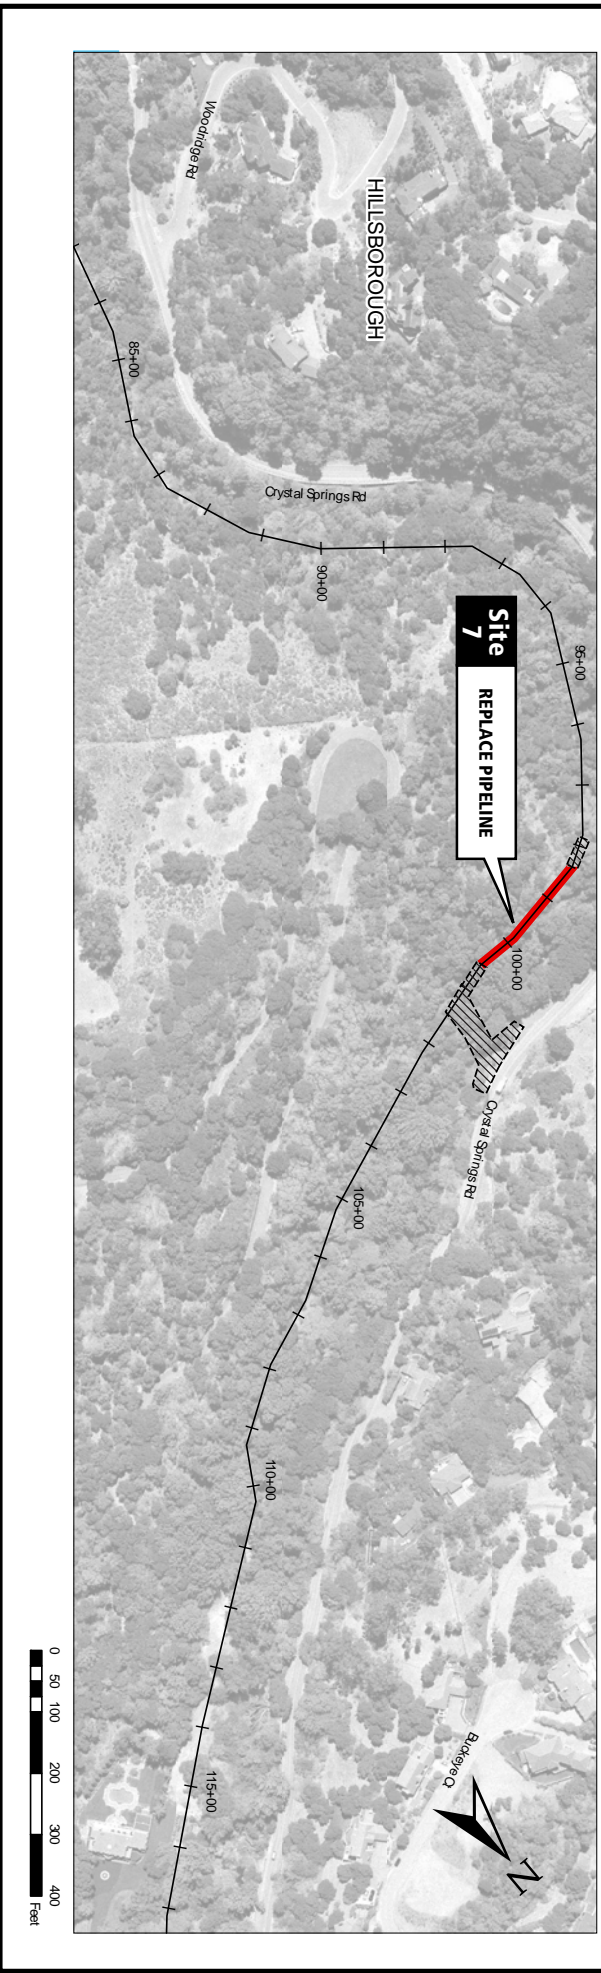 Woodridge Rd
HILLSBOROUGH
85+00
Crystal Springs Rd
90+00
95+00
Site
7
REPLACE PIPELINE
100+00
Crystal Springs Rd
105+00
110+00
115+00
Buckeye Ct
N
0 50 100 200 300 400
Feet